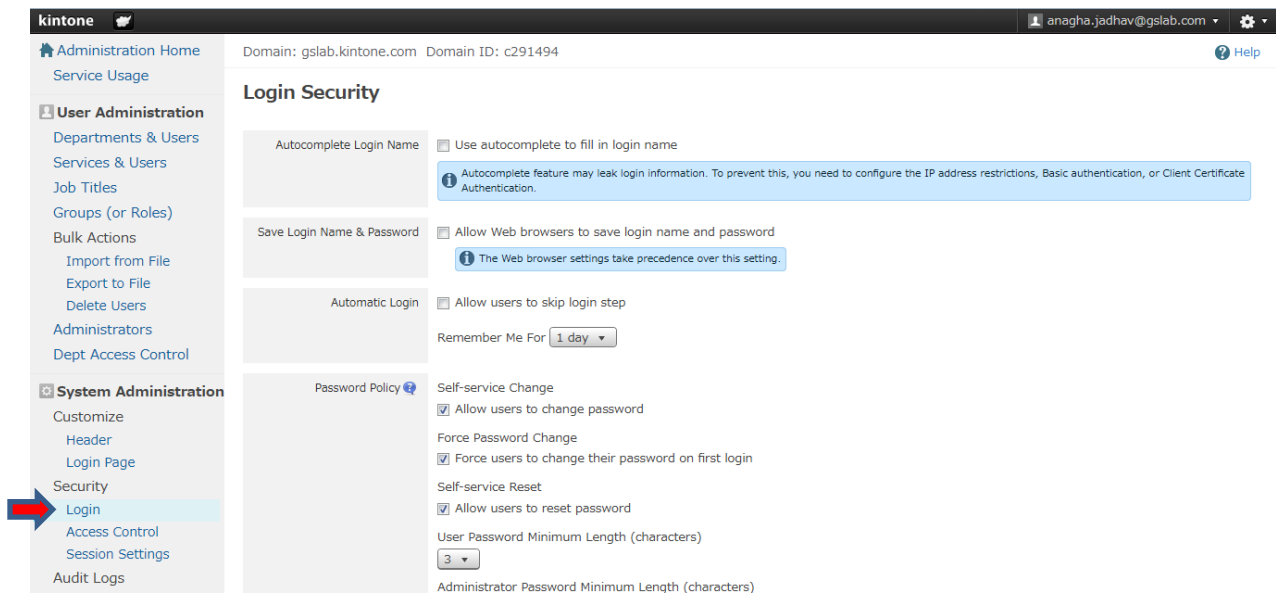 kintone
anagha.jadhav@gslab.com
Administration Home
Service Usage
User Administration
Departments & Users
Services & Users
Job Titles
Groups (or Roles)
Bulk Actions
Import from File
Export to File
Delete Users
Administrators
Dept Access Control
System Administration
Customize
Header
Login Page
Security
Login
Access Control
Session Settings
Audit Logs
Domain: gslab.kintone.com Domain ID: c291494
Help
Login Security
Autocomplete Login Name
Use autocomplete to fill in login name
Autocomplete feature may leak login information. To prevent this, you need to configure the IP address restrictions, Basic authentication, or Client Certificate
Authentication.
Save Login Name & Password
Allow Web browsers to save login name and password
The Web browser settings take precedence over this setting.
Automatic Login
Allow users to skip login step
Remember Me For 1 day
Password Policy
Self-service Change
Allow users to change password
Force Password Change
Force users to change their password on first login
Self-service Reset
Allow users to reset password
User Password Minimum Length (characters)
3
Administrator Password Minimum Length (characters)